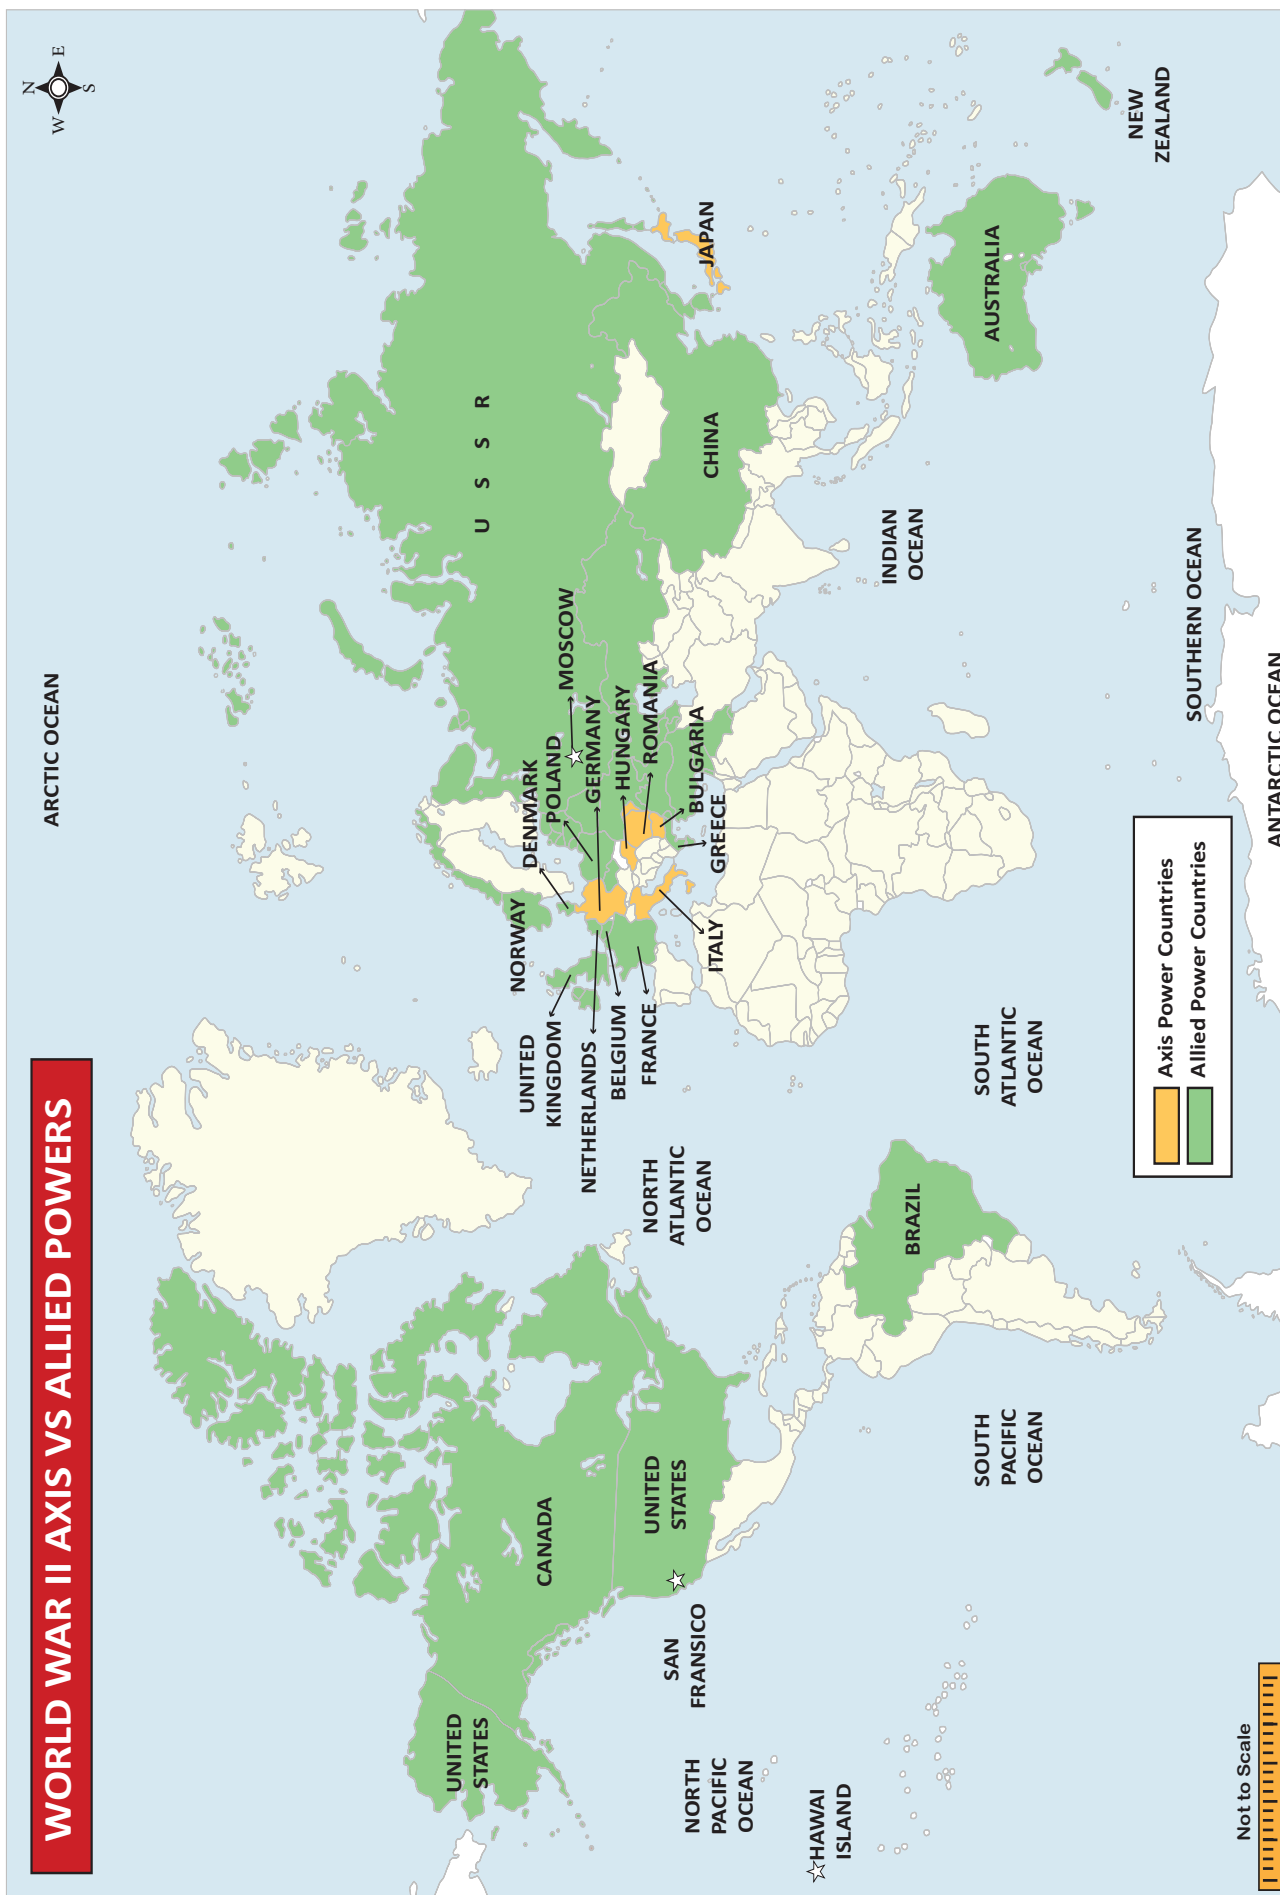 WORLD WAR II AXIS VS ALLIED POWERS
N
W
E
S
ARCTIC OCEAN
UNITED
STATES
CANADA
UNITED
STATES
SAN
FRANSICO
NORTH
PACIFIC
OCEAN
HAWAI
ISLAND
NORTH
ATLANTIC
OCEAN
BRAZIL
SOUTH
PACIFIC
OCEAN
SOUTH
ATLANTIC
OCEAN
NORWAY
UNITED
KINGDOM
NETHERLANDS
BELGIUM
FRANCE
DENMARK
POLAND
MOSCOW
GERMANY
HUNGARY
ROMANIA
BULGARIA
GREECE
ITALY
U S S R
CHINA
JAPAN
INDIAN
OCEAN
AUSTRALIA
NEW
ZEALAND
SOUTHERN OCEAN
ANTARCTIC OCEAN
Axis Power Countries
Allied Power Countries
Not to Scale